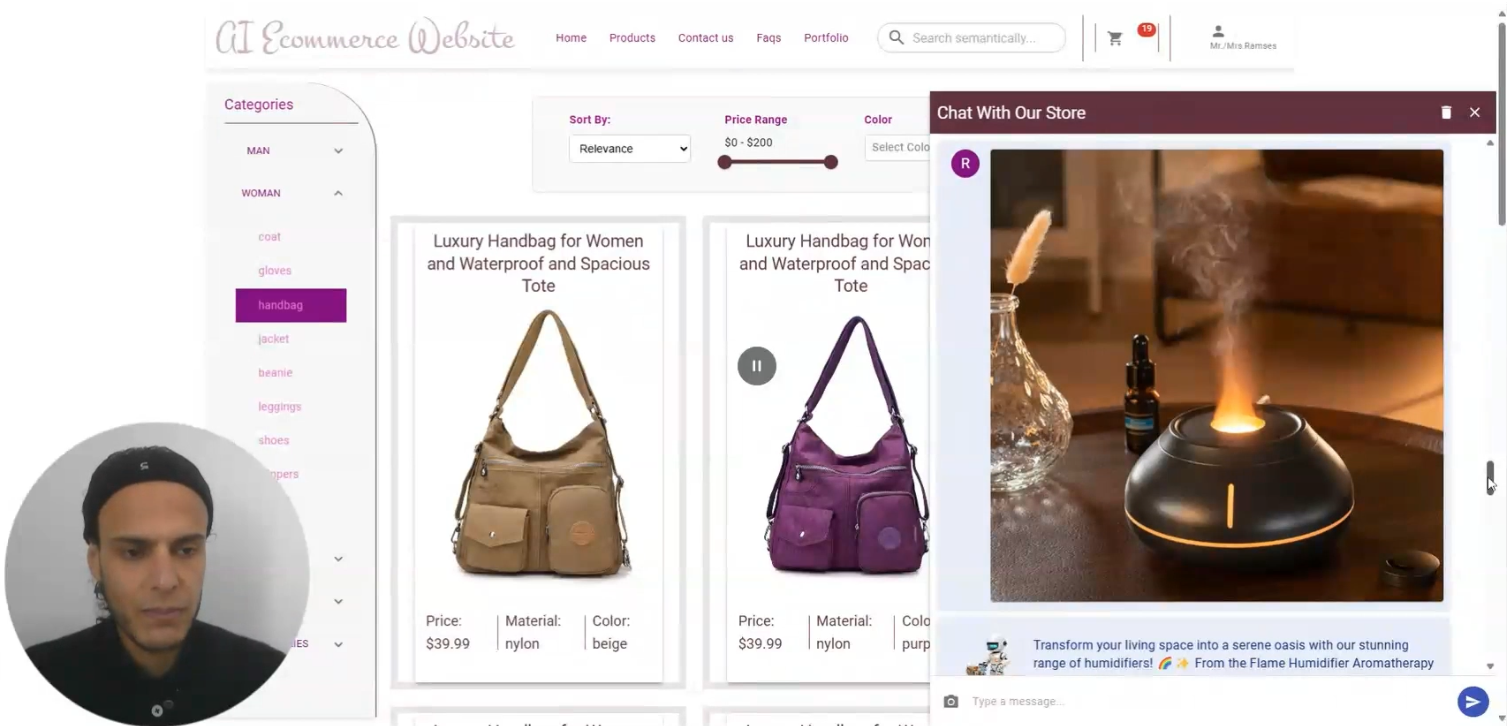 AI Ecommerce Website
Home
Products
Contact us
Faqs
Portfolio
Search semantically...
19
Mr./Mrs Ramses
Categories
MAN
WOMAN
coat
gloves
handbag
jacket
beanie
leggings
shoes
Sort By:
Relevance
Price Range
$0 - $200
Color
Select Colo
Luxury Handbag for Women
and Waterproof and Spacious
Tote
Price:
$39.99
Material:
nylon
Color:
beige
Luxury Handbag for Won
and Waterproof and Spac
Tote
Price:
$39.99
Material:
nylon
Colo
purp
Chat With Our Store
R
Transform your living space into a serene oasis with our stunning
range of humidifiers! 🌈 ✨ From the Flame Humidifier Aromatherapy
Type a message...